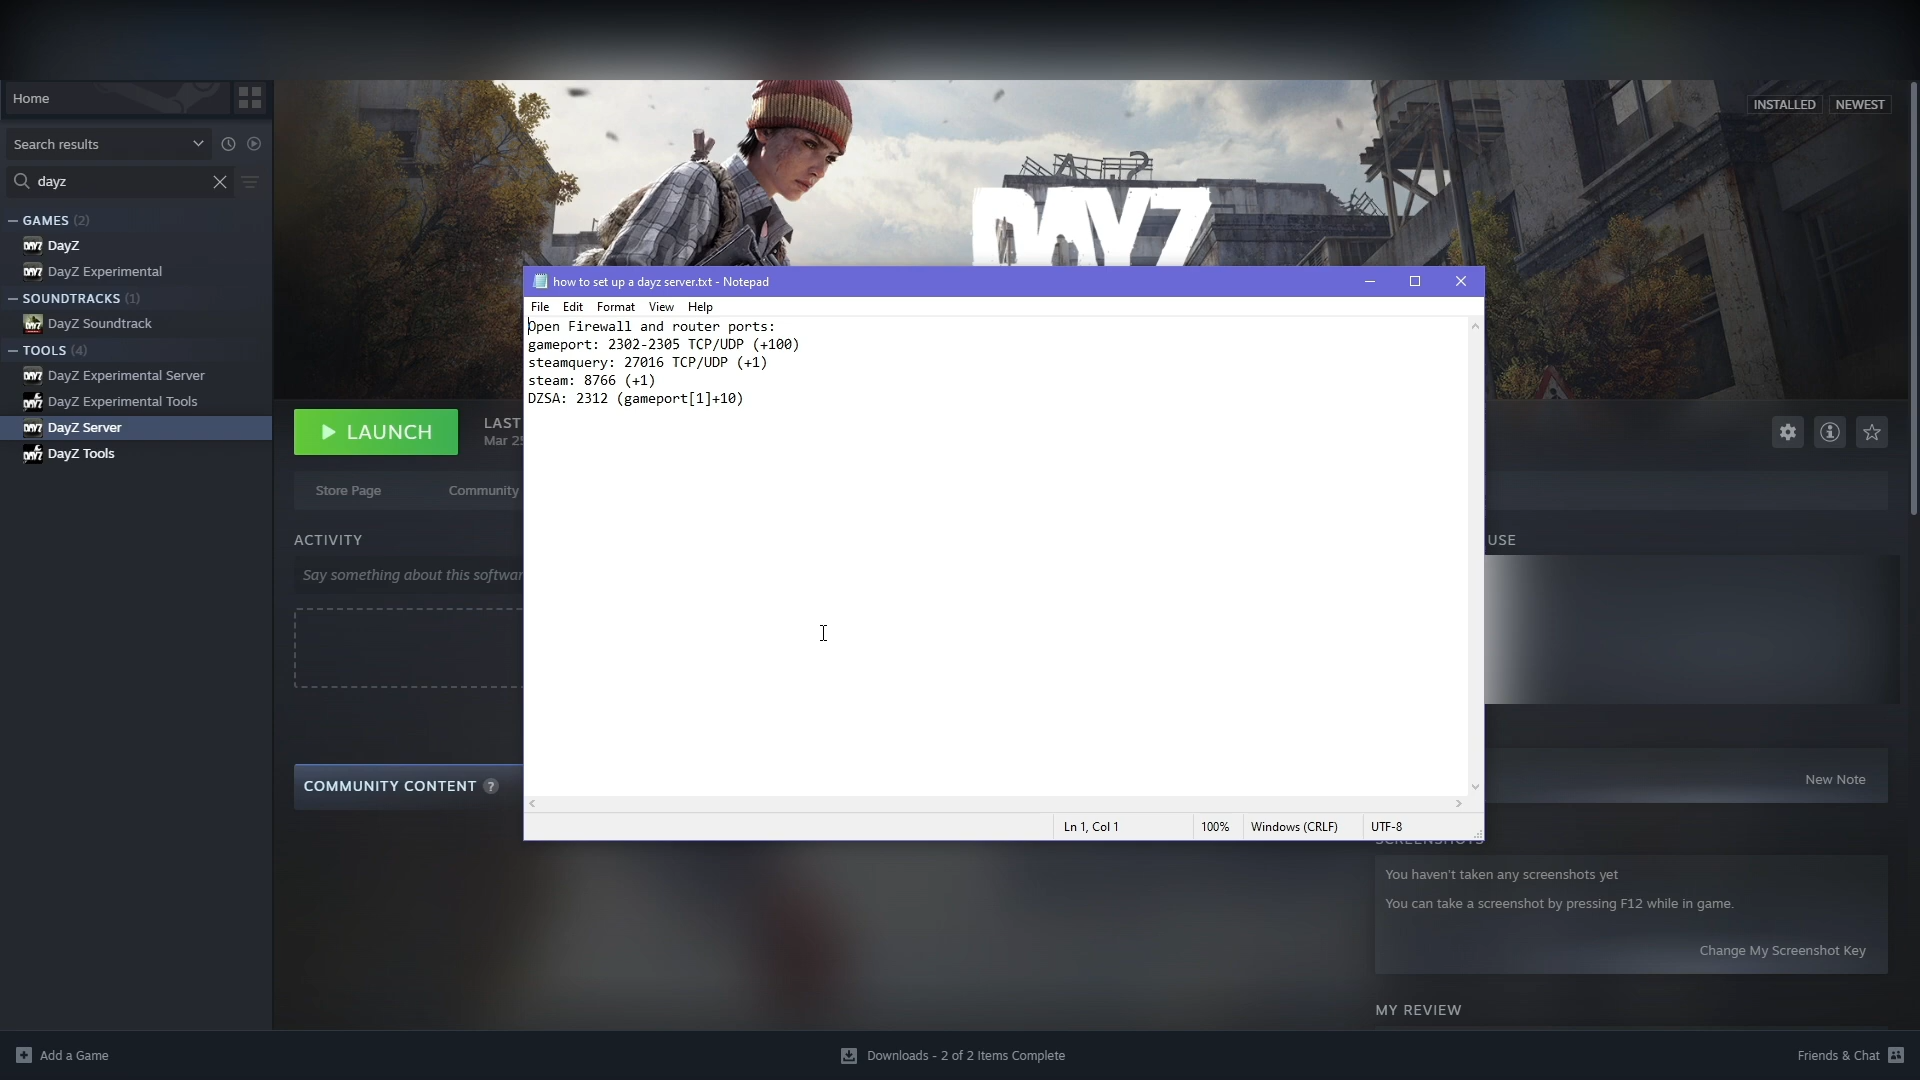 Home
INSTALLED
NEWEST
Search results
dayz
GAMES (2)
DayZ
DayZ Experimental
SOUNDTRACKS (1)
DayZ Soundtrack
TOOLS (4)
DayZ Experimental Server
DayZ Experimental Tools
DayZ Server
DayZ Tools
DAYZ
how to set up a dayz server.txt - Notepad
File Edit Format View Help
Open Firewall and router ports:
gameport: 2302-2305 TCP/UDP (+100)
steamquery: 27016 TCP/UDP (+1)
steam: 8766 (+1)
DZSA: 2312 (gameport[1]+10)
Ln 1, Col 1
100%
Windows (CRLF)
UTF-8
LAUNCH
LAST
Mar 25
Store Page
Community
ACTIVITY
Say something about this softwar
USE
COMMUNITY CONTENT ?
New Note
SCREENSHOTS
You haven't taken any screenshots yet
You can take a screenshot by pressing F12 while in game.
Change My Screenshot Key
MY REVIEW
Add a Game
Downloads - 2 of 2 Items Complete
Friends & Chat